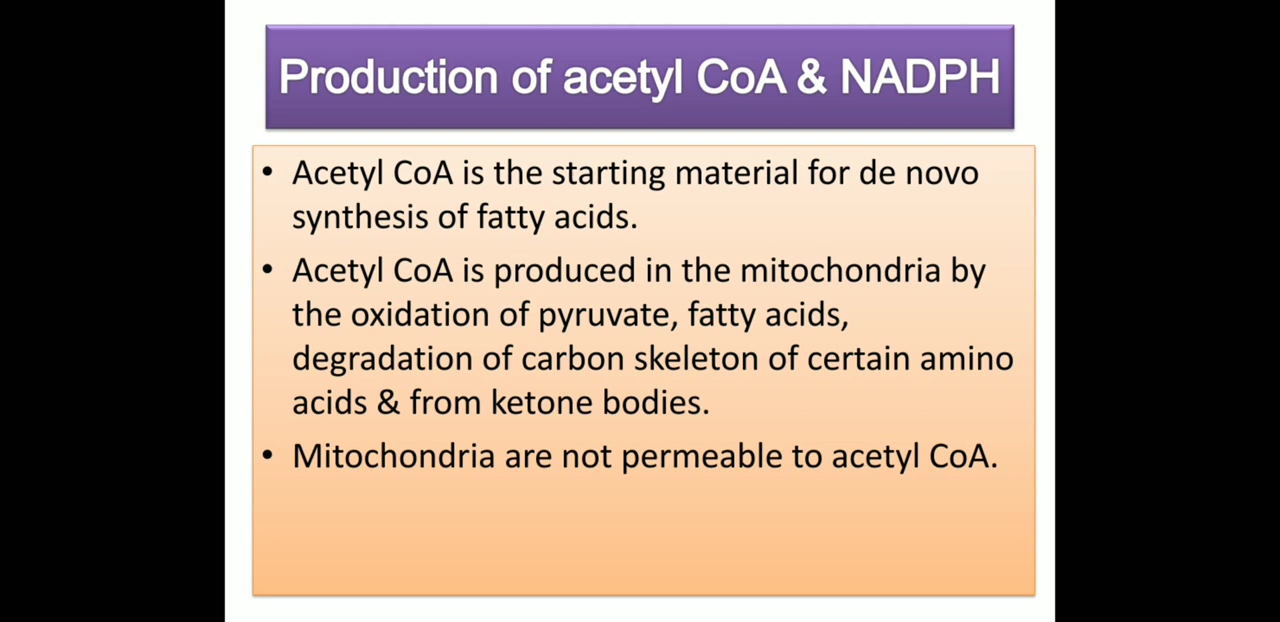 Production of acetyl CoA & NADPH
• Acetyl CoA is the starting material for de novo
synthesis of fatty acids.
• Acetyl CoA is produced in the mitochondria by
the oxidation of pyruvate, fatty acids,
degradation of carbon skeleton of certain amino
acids & from ketone bodies.
• Mitochondria are not permeable to acetyl CoA.